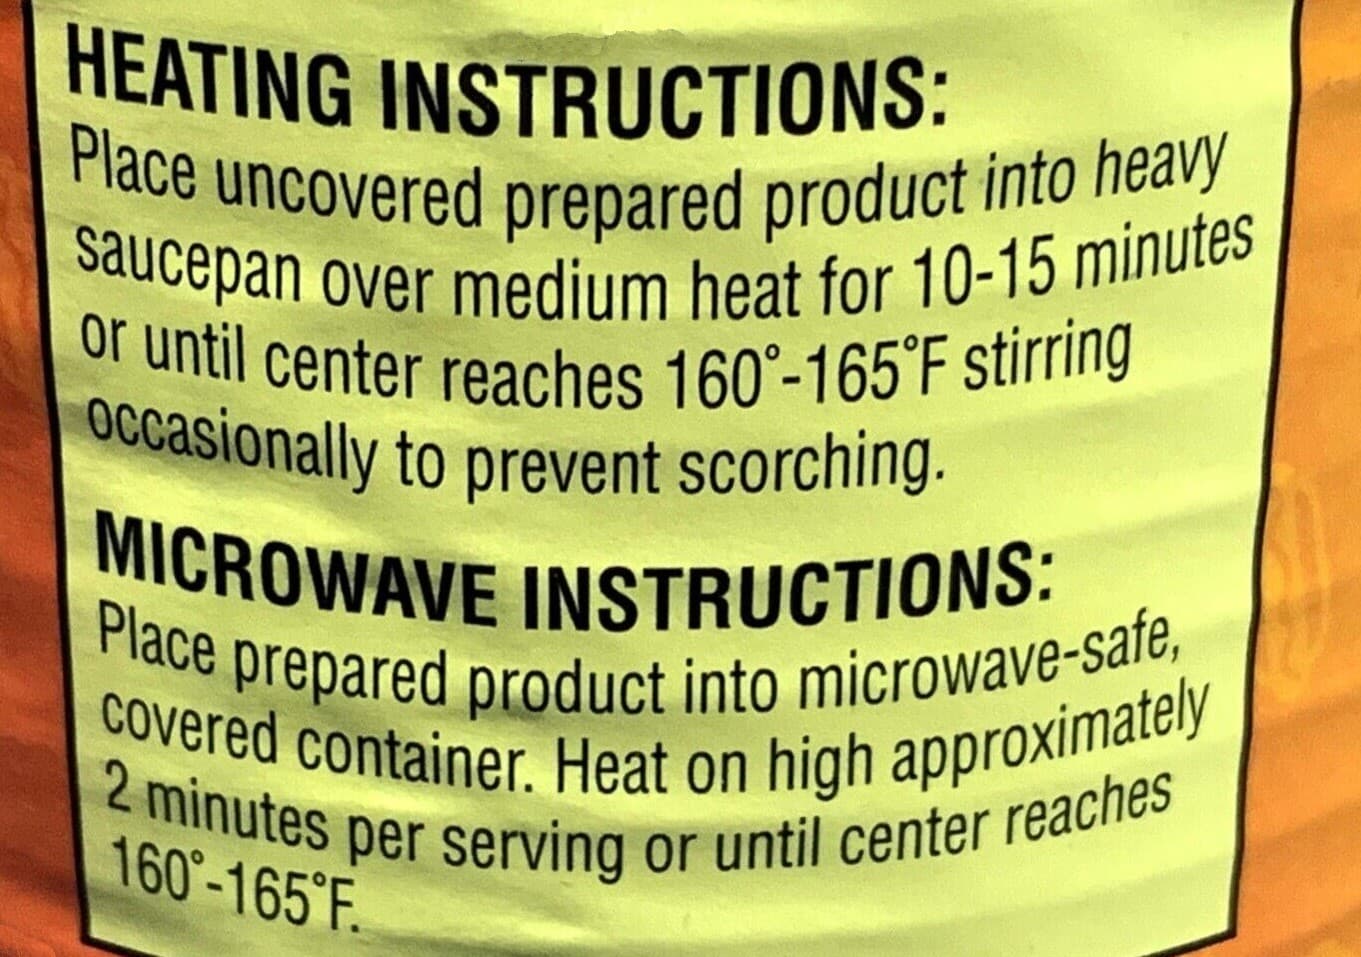 HEATING INSTRUCTIONS:
Place uncovered prepared product into heavy
saucepan over medium heat for 10-15 minutes
or until center reaches 160°-165°F stirring
occasionally to prevent scorching.
MICROWAVE INSTRUCTIONS:
Place prepared product into microwave-safe,
covered container. Heat on high approximately
2 minutes per serving or until center reaches
160°-165°F.